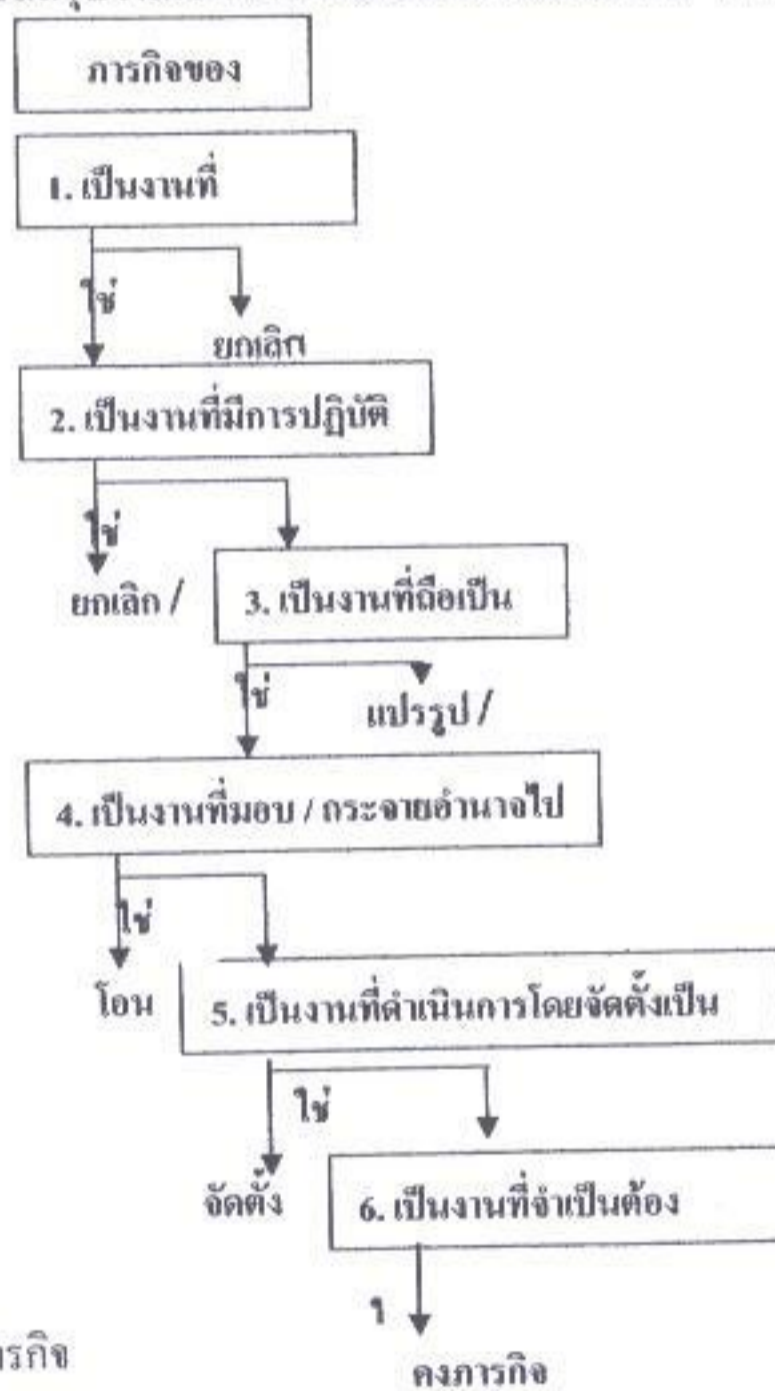 ภารกิจของ
1. เป็นงานที่
ใช่
ยกเลิก
2. เป็นงานที่มีการปฏิบัติ
ใช่
ยกเลิก /
3. เป็นงานที่ถือเป็น
ใช่
แปรรูป /
4. เป็นงานที่มอบ / กระจายอำนาจไป
ใช่
โอน
5. เป็นงานที่ดำเนินการโดยจัดตั้งเป็น
ใช่
จัดตั้ง
6. เป็นงานที่จำเป็นต้อง
ใ
คงภารกิจ